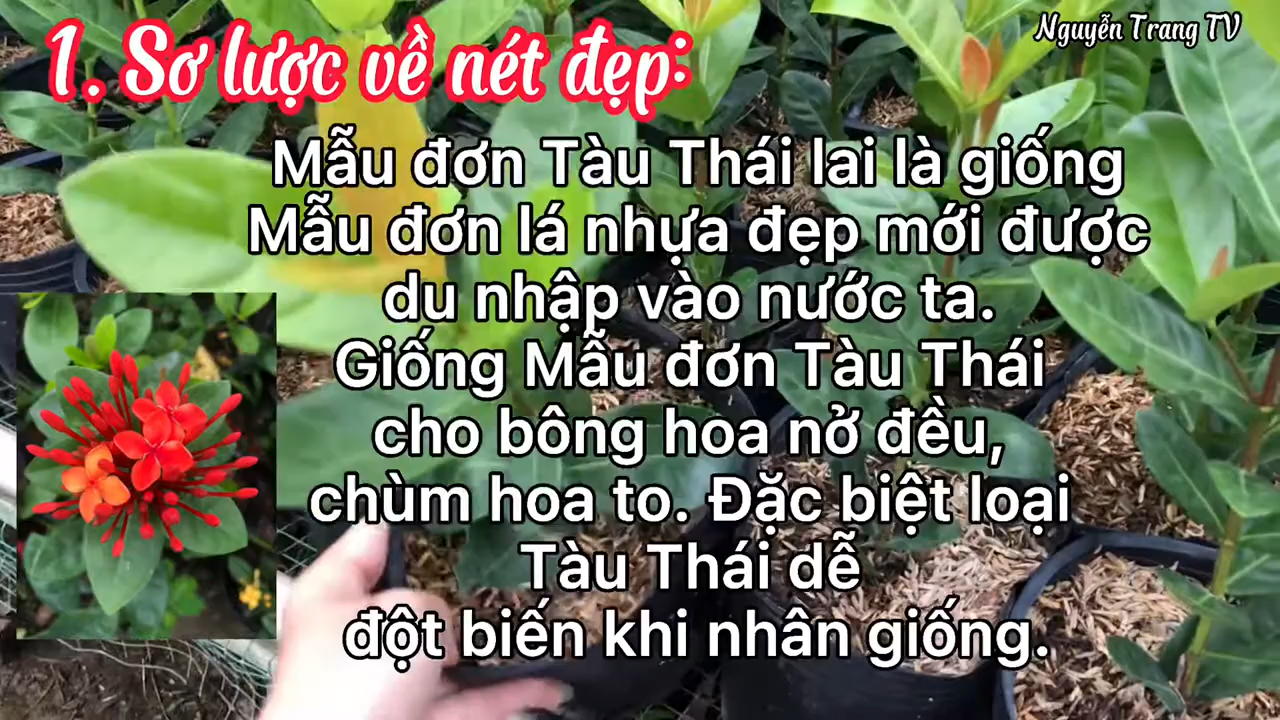 Nguyễn Trang TV
1. Sơ lược về nét đẹp:
Mẫu đơn Tàu Thái lai là giống
Mẫu đơn lá nhựa đẹp mới được
du nhập vào nước ta.
Giống Mẫu đơn Tàu Thái
cho bông hoa nở đều,
chùm hoa to. Đặc biệt loại
Tàu Thái dễ
đột biến khi nhân giống.